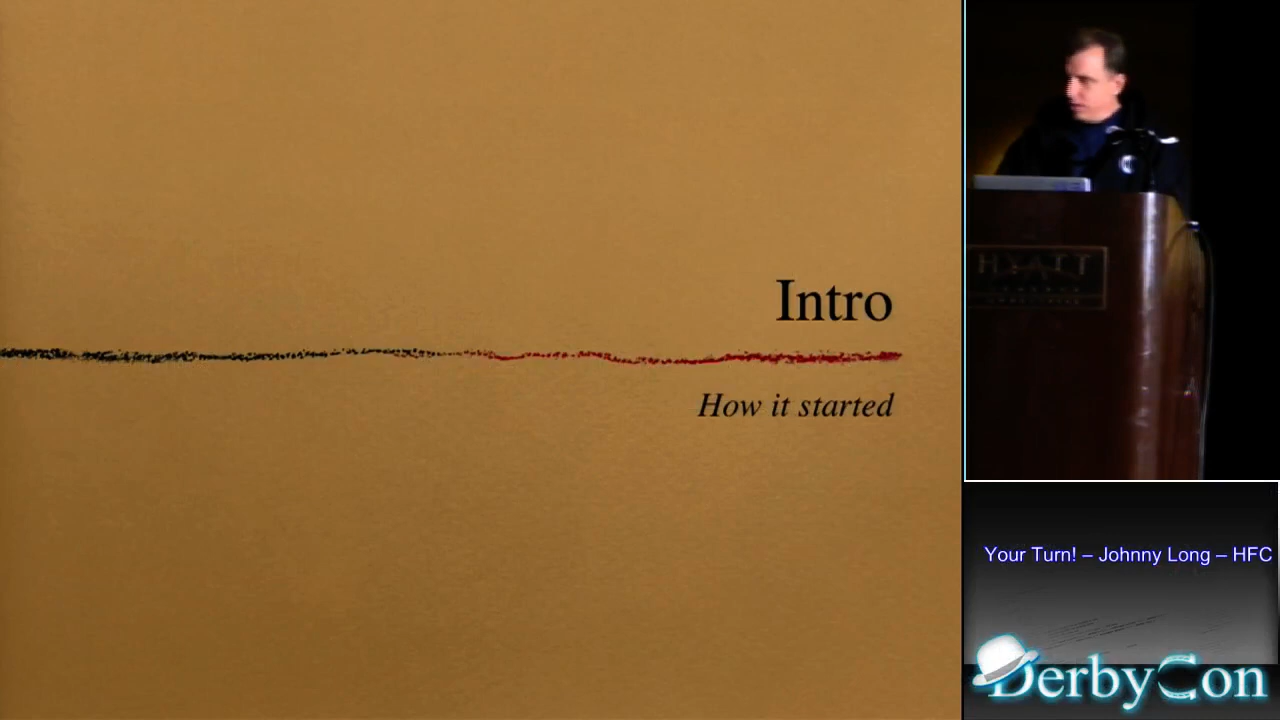 Intro
How it started
HYATT
Your Turn! – Johnny Long – HFC
DerbyCon